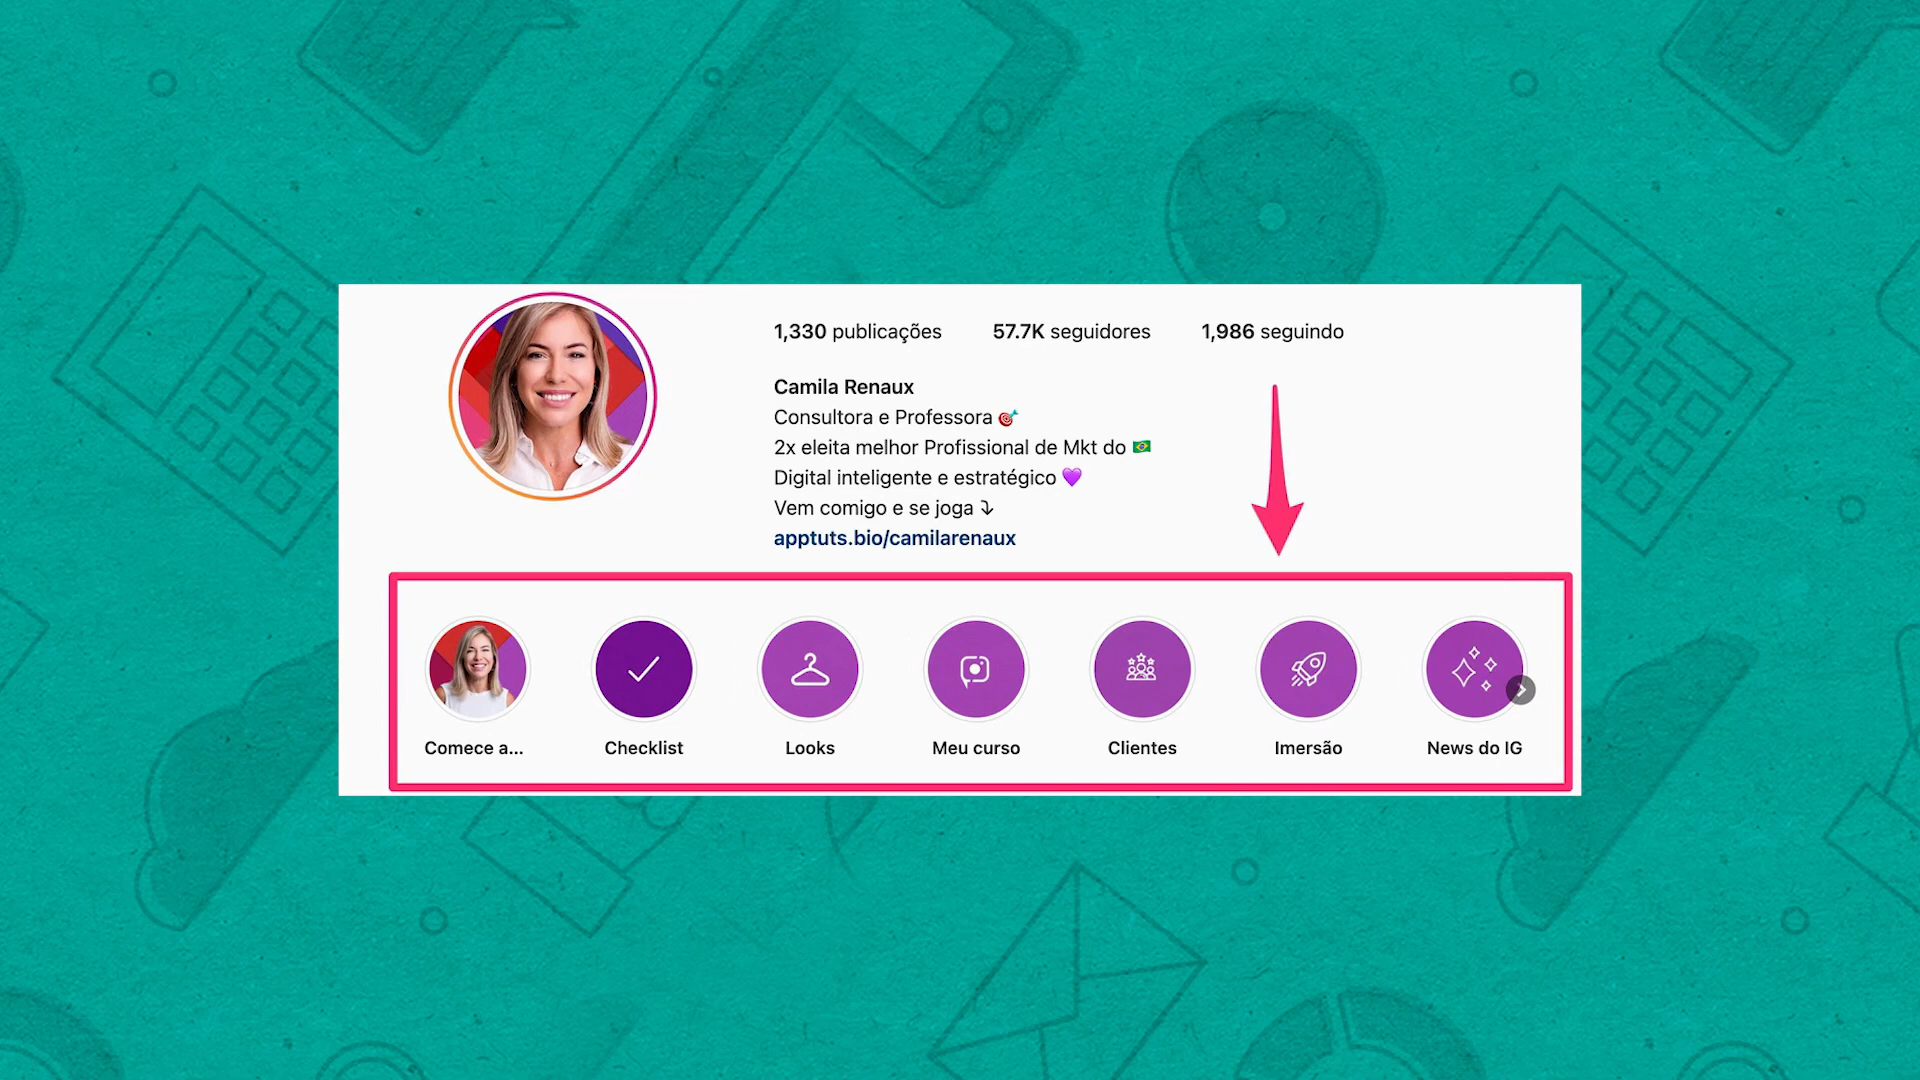 1,330 publicações 57.7K seguidores 1,986 seguindo
Camila Renaux
Consultora e Professora 🎯
2x eleita melhor Profissional de Mkt do 🇧🇷
Digital inteligente e estratégico 💜
Vem comigo e se joga ⤵
apptuts.bio/camilarenaux
Comece a... Checklist Looks Meu curso Clientes Imersão News do IG